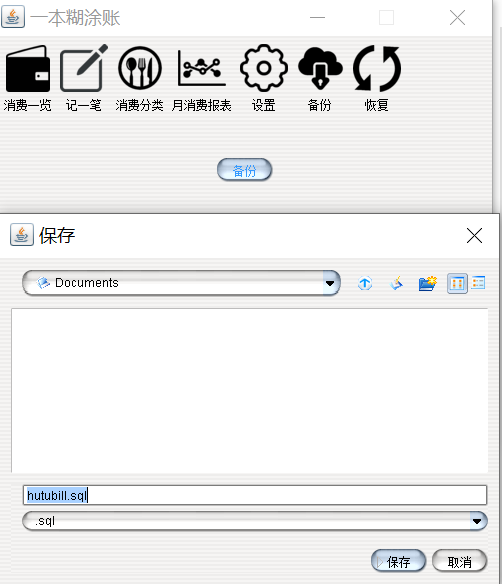 一本糊涂账
消费一览 记一笔 消费分类 月消费报表 设置 备份 恢复
备份
保存
Documents
hutubill.sql
.sql
保存 取消